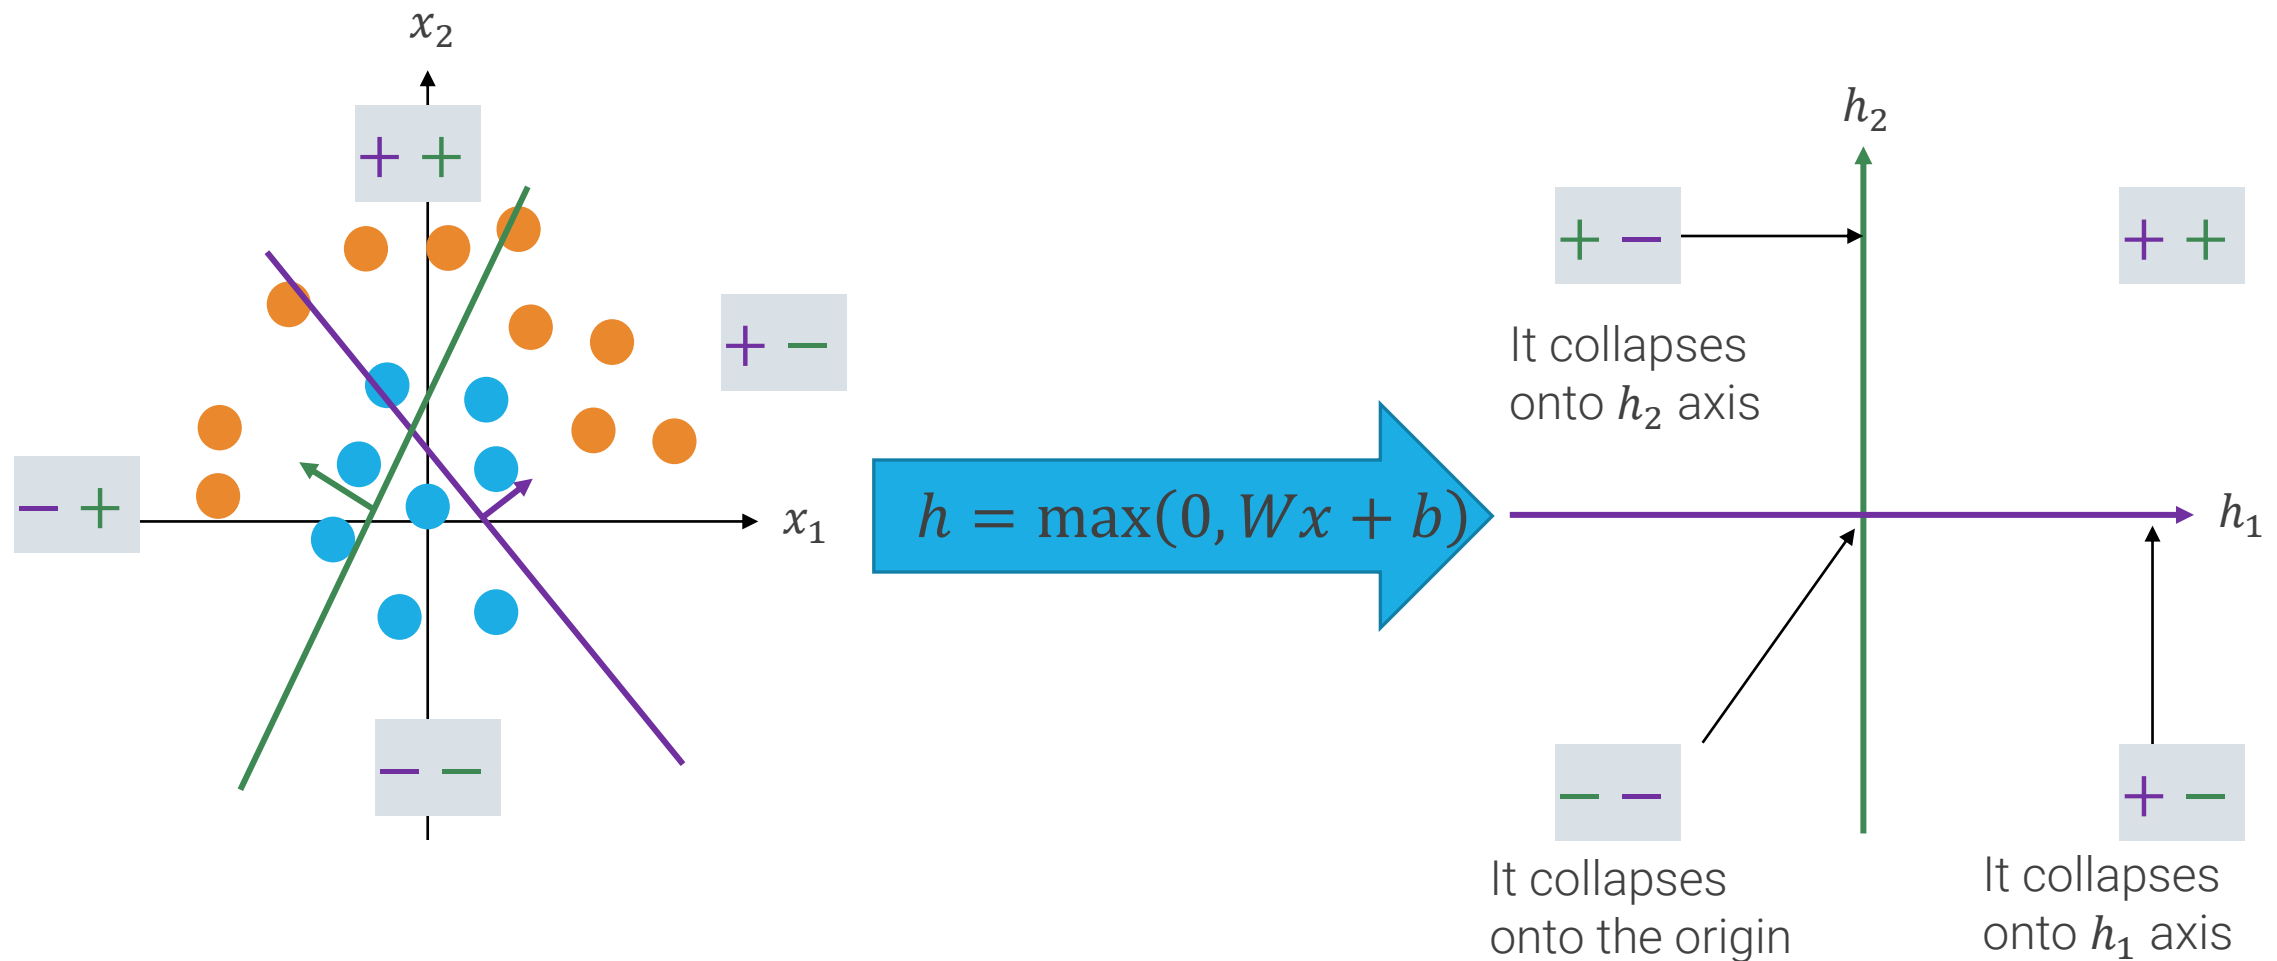 x₂
+ +
+ −
− +
x₁
− −
h = max(0, Wx + b)
h₂
+ −
+ +
It collapses
onto h₂ axis
h₁
− −
+ −
It collapses
onto the origin
It collapses
onto h₁ axis